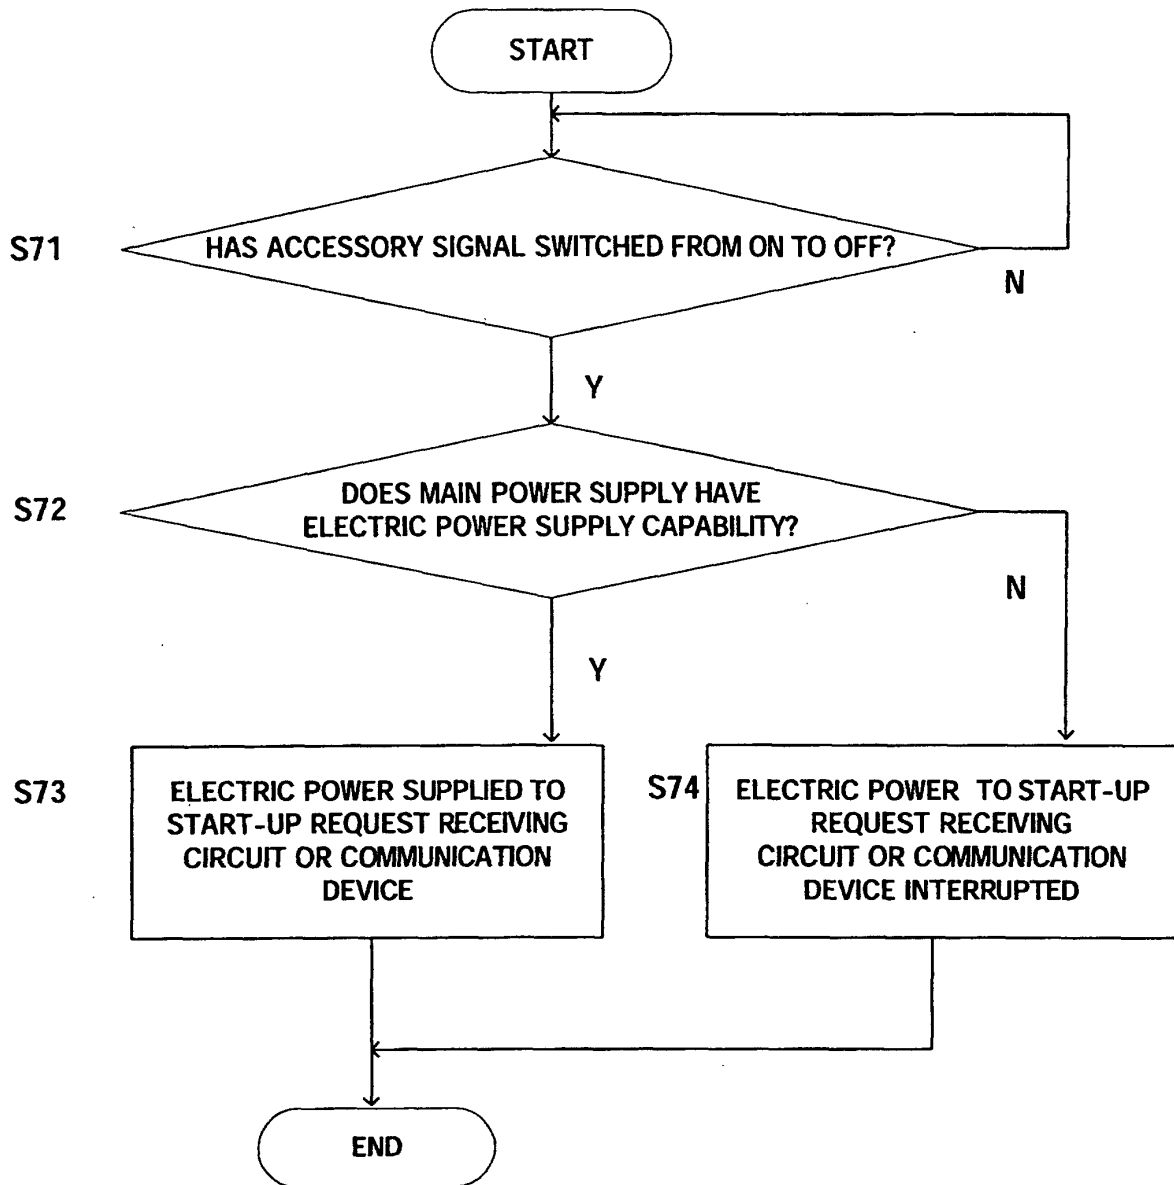 START
S71
HAS ACCESSORY SIGNAL SWITCHED FROM ON TO OFF?
N
Y
S72
DOES MAIN POWER SUPPLY HAVE
ELECTRIC POWER SUPPLY CAPABILITY?
N
Y
S73
ELECTRIC POWER SUPPLIED TO
START-UP REQUEST RECEIVING
CIRCUIT OR COMMUNICATION
DEVICE
S74
ELECTRIC POWER TO START-UP
REQUEST RECEIVING
CIRCUIT OR COMMUNICATION
DEVICE INTERRUPTED
END